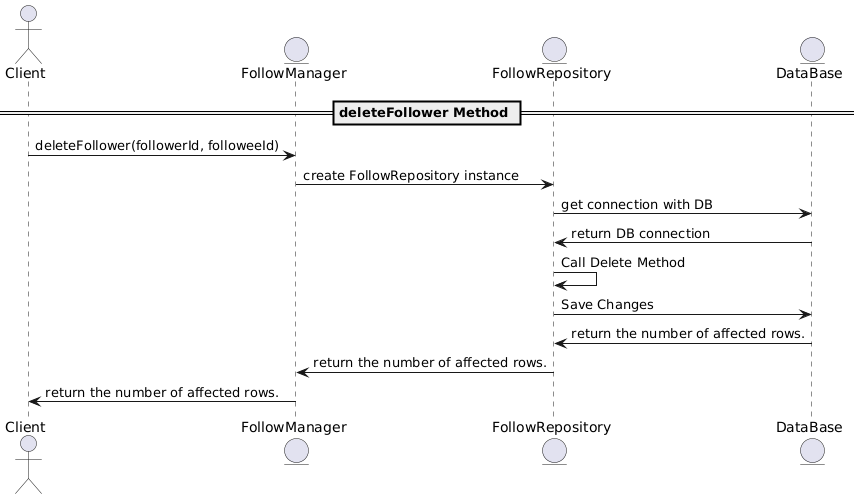 Client
FollowManager
FollowRepository
DataBase
deleteFollower Method
deleteFollower(followerId, followeeId)
create FollowRepository instance
get connection with DB
return DB connection
Call Delete Method
Save Changes
return the number of affected rows.
return the number of affected rows.
return the number of affected rows.
Client
FollowManager
FollowRepository
DataBase